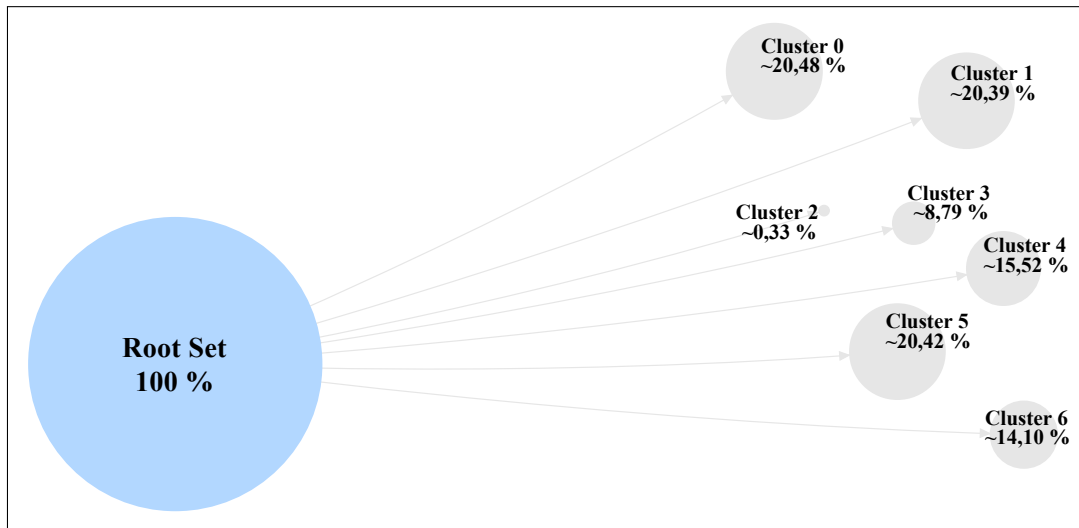 Cluster 0
~20,48 %
Cluster 1
~20,39 %
Cluster 2
~0,33 %
Cluster 3
~8,79 %
Cluster 4
~15,52 %
Cluster 5
~20,42 %
Root Set
100 %
Cluster 6
~14,10 %